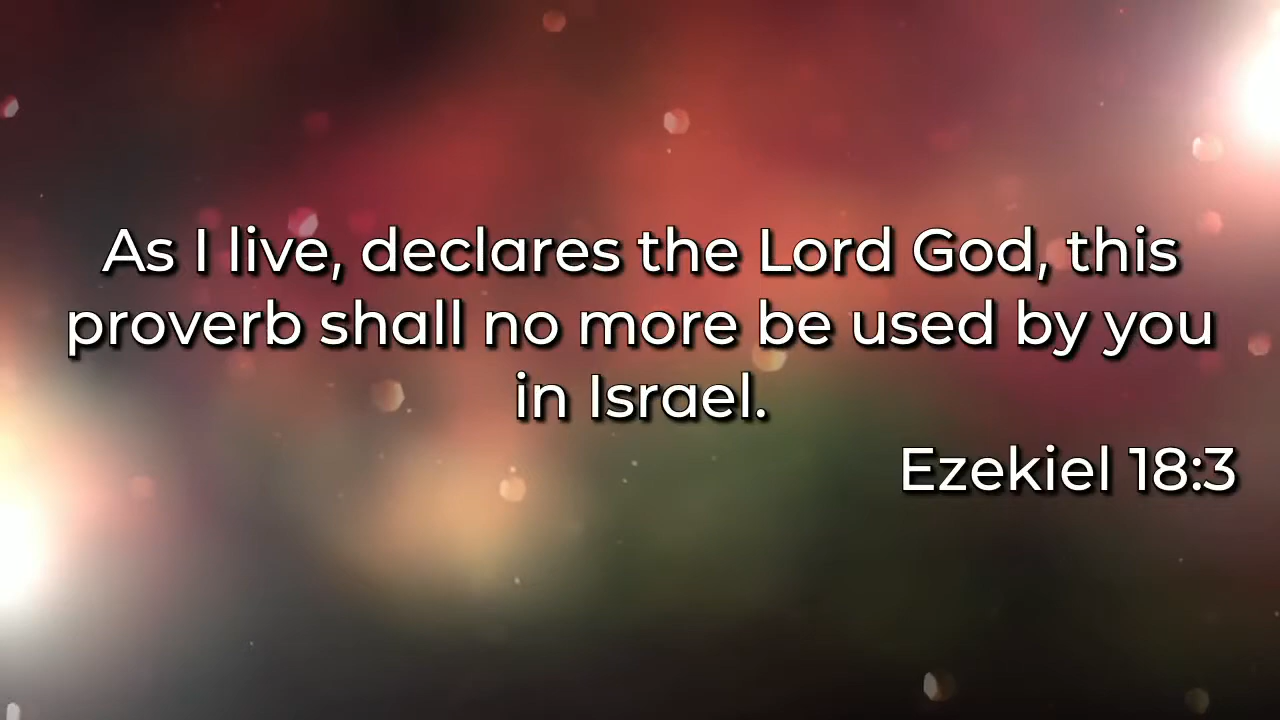 As I live, declares the Lord God, this
proverb shall no more be used by you
in Israel.
Ezekiel 18:3